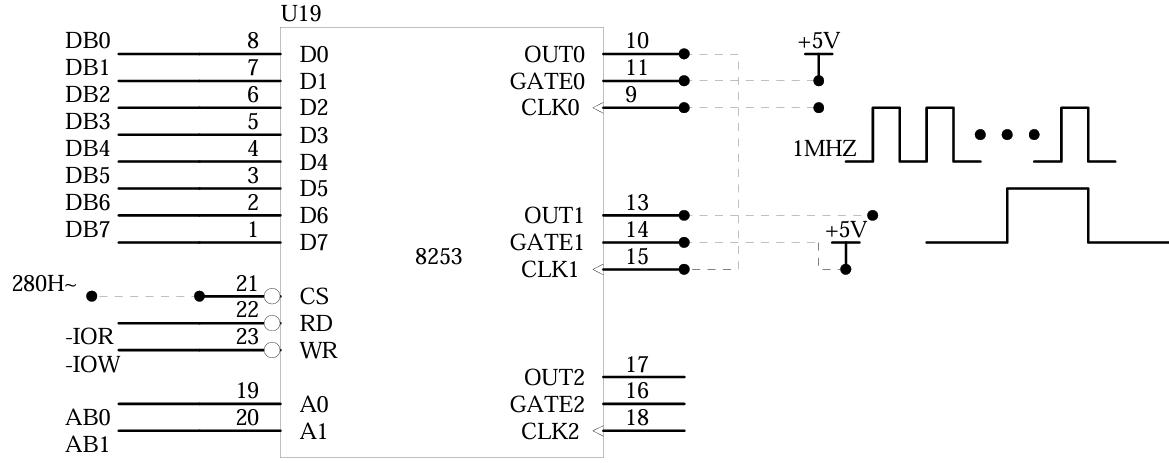 U19
DB0 8 D0 OUT0 10 +5V
DB1 7 D1 GATE0 11
DB2 6 D2 CLK0 9
DB3 5 D3
DB4 4 D4 1MHZ
DB5 3 D5
DB6 2 D6 OUT1 13
DB7 1 D7 GATE1 14 +5V
8253 CLK1 15
280H~ 21 CS
22 RD
-IOR 23 WR
-IOW
OUT2 17
19 A0 GATE2 16
AB0 20 A1 CLK2 18
AB1